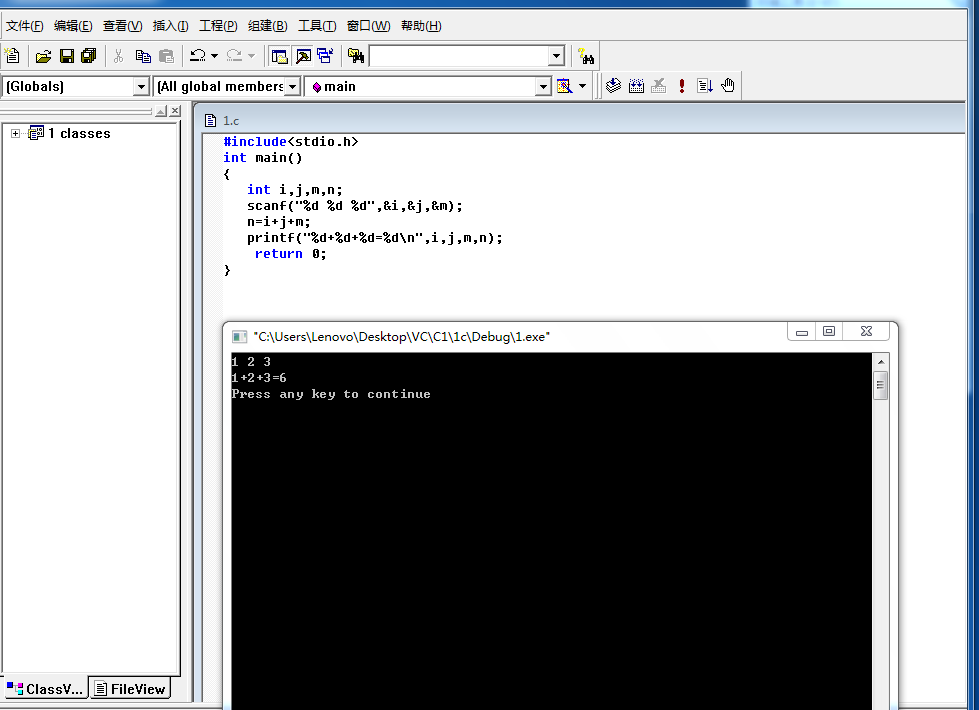 文件(F) 编辑(E) 查看(V) 插入(I) 工程(P) 组建(B) 工具(T) 窗口(W) 帮助(H)
(Globals) (All global members main
1 classes
1.c
#include<stdio.h>
int main()
{
int i,j,m,n;
scanf("%d %d %d",&i,&j,&m);
n=i+j+m;
printf("%d+%d+%d=%d\n",i,j,m,n);
return 0;
}
"C:\Users\Lenovo\Desktop\VC\C1\1c\Debug\1.exe"
1 2 3
1+2+3=6
Press any key to continue
ClassV... FileView